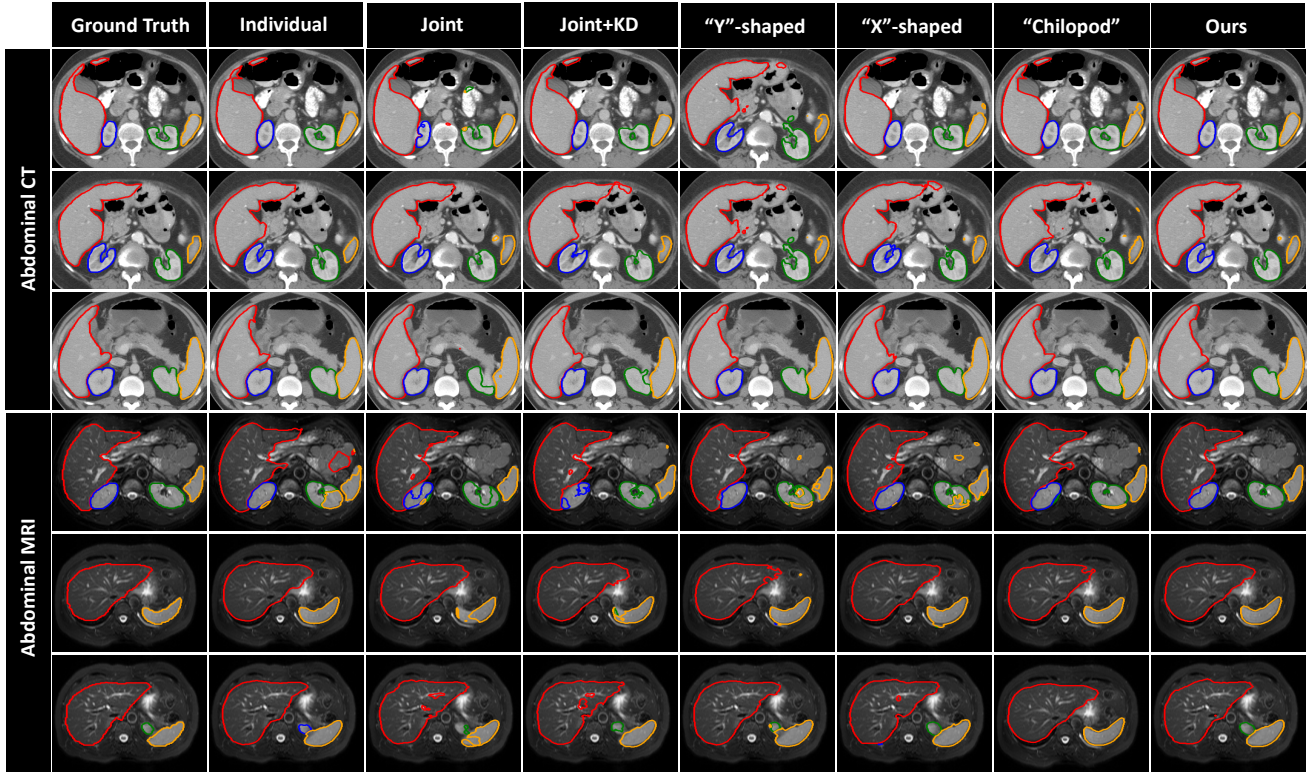 Ground Truth
Individual
Joint
Joint+KD
“Y”-shaped
“X”-shaped
“Chilopod”
Ours
Abdominal CT
Abdominal MRI